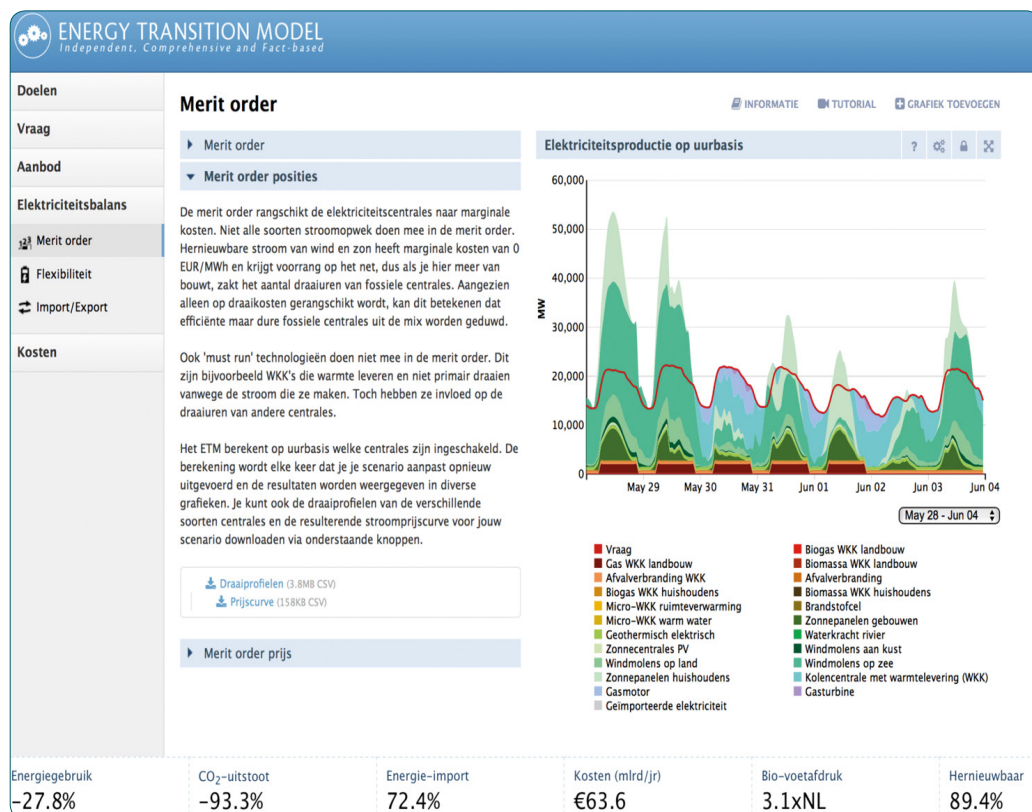 ENERGY TRANSITION MODEL
Independent, Comprehensive and Fact-based
Doelen
Vraag
Aanbod
Elektriciteitsbalans
Merit order
Flexibiliteit
Import/Export
Kosten
Merit order
INFORMATIE
TUTORIAL
GRAFIEK TOEVOEGEN
Merit order
Merit order posities
De merit order rangschikt de elektriciteitscentrales naar marginale
kosten. Niet alle soorten stroomopwek doen mee in de merit order.
Hernieuwbare stroom van wind en zon heeft marginale kosten van 0
EUR/MWh en krijgt voorrang op het net, dus als je hier meer van
bouwt, zakt het aantal draaiuren van fossiele centrales. Aangezien
alleen op draaikosten gerangschikt wordt, kan dit betekenen dat
efficiënte maar dure fossiele centrales uit de mix worden geduwd.
Ook 'must run' technologieën doen niet mee in de merit order. Dit
zijn bijvoorbeeld WKK's die warmte leveren en niet primair draaien
vanwege de stroom die ze maken. Toch hebben ze invloed op de
draaiuren van andere centrales.
Het ETM berekent op uurbasis welke centrales zijn ingeschakeld. De
berekening wordt elke keer dat je je scenario aanpast opnieuw
uitgevoerd en de resultaten worden weergegeven in diverse
grafieken. Je kunt ook de draaiprofielen van de verschillende
soorten centrales en de resulterende stroomprijscurve voor jouw
scenario downloaden via onderstaande knoppen.
Draaiprofielen (3.8MB CSV)
Prijscurve (158KB CSV)
Merit order prijs
Elektriciteitsproductie op uurbasis
?
60,000
50,000
40,000
30,000
20,000
10,000
0
MW
May 29
May 30
May 31
Jun 01
Jun 02
Jun 03
Jun 04
May 28 - Jun 04
Vraag
Gas WKK landbouw
Afvalverbranding WKK
Biogas WKK huishoudens
Micro-WKK ruimteverwarming
Micro-WKK warm water
Geothermisch elektrisch
Zonnecentrales PV
Windmolens op land
Zonnepanelen huishoudens
Gasmotor
Geïmporteerde elektriciteit
Biogas WKK landbouw
Biomassa WKK landbouw
Afvalverbranding
Biomassa WKK huishoudens
Brandstofcel
Zonnepanelen gebouwen
Waterkracht rivier
Windmolens aan kust
Windmolens op zee
Kolencentrale met warmtelevering (WKK)
Gasturbine
Energiegebruik
-27.8%
CO₂-uitstoot
-93.3%
Energie-import
72.4%
Kosten (mlrd/jr)
€63.6
Bio-voetafdruk
3.1xNL
Hernieuwbaar
89.4%